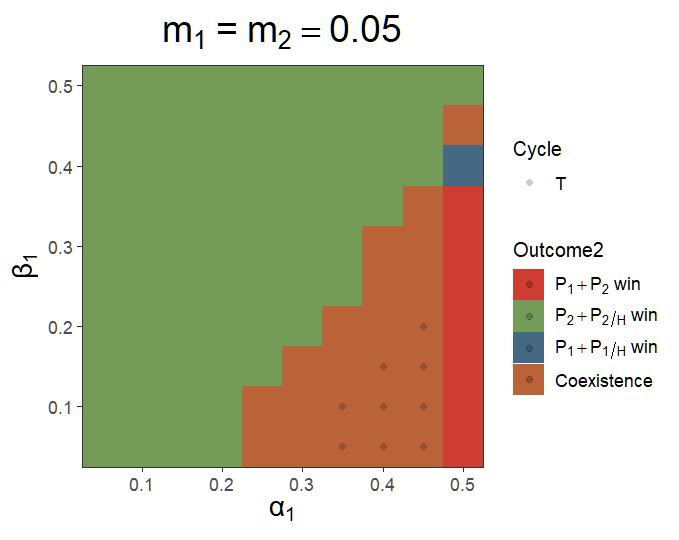 m₁ = m₂ = 0.05
β₁
0.5
0.4
0.3
0.2
0.1
0.1 0.2 0.3 0.4 0.5
α₁
Cycle
T
Outcome2
P₁+P₂ win
P₂+P₂/H win
P₁+P₁/H win
Coexistence